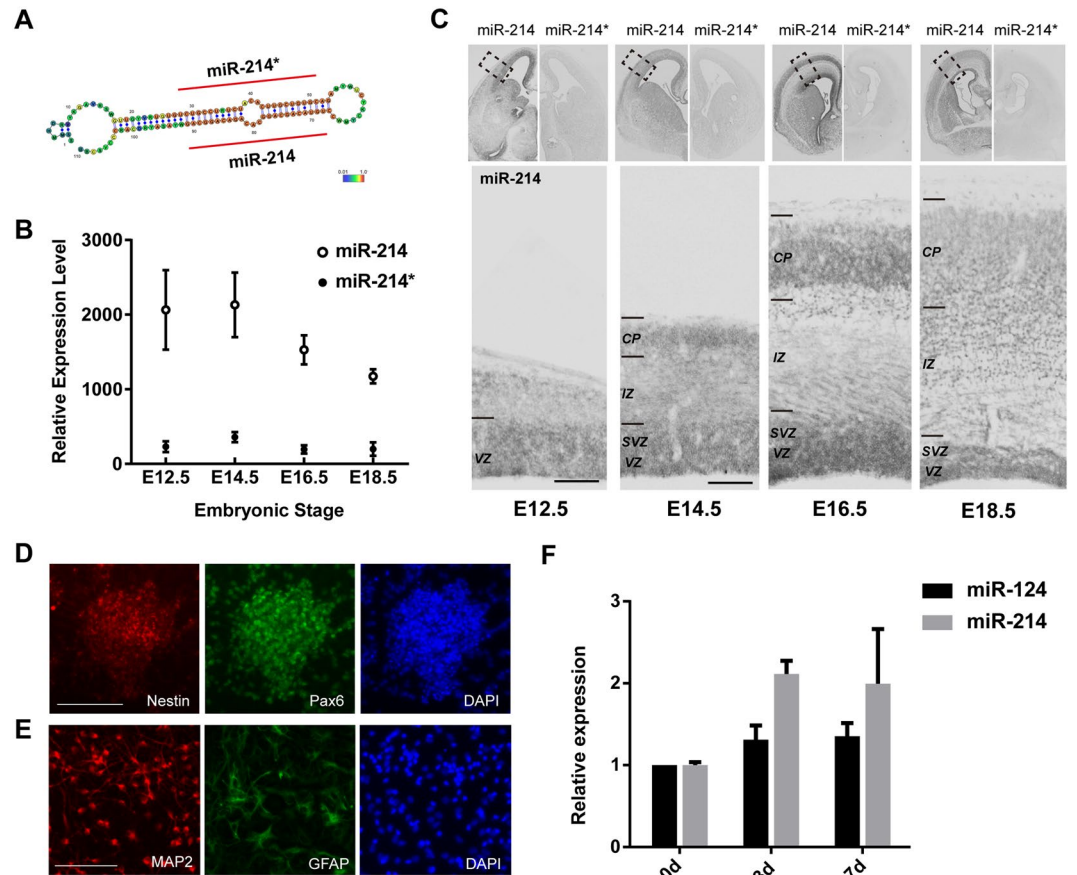 A
miR-214*
miR-214
0.01 1.0
B
3000
2000
1000
0
Relative Expression Level
miR-214
miR-214*
E12.5 E14.5 E16.5 E18.5
Embryonic Stage
C
miR-214 miR-214* miR-214 miR-214* miR-214 miR-214* miR-214 miR-214*
miR-214
VZ
CP
IZ
SVZ
VZ
CP
IZ
SVZ
VZ
CP
IZ
SVZ
VZ
E12.5 E14.5 E16.5 E18.5
D
Nestin Pax6 DAPI
E
MAP2 GFAP DAPI
F
miR-124
miR-214
3
2
1
0
Relative expression
0d 3d 7d